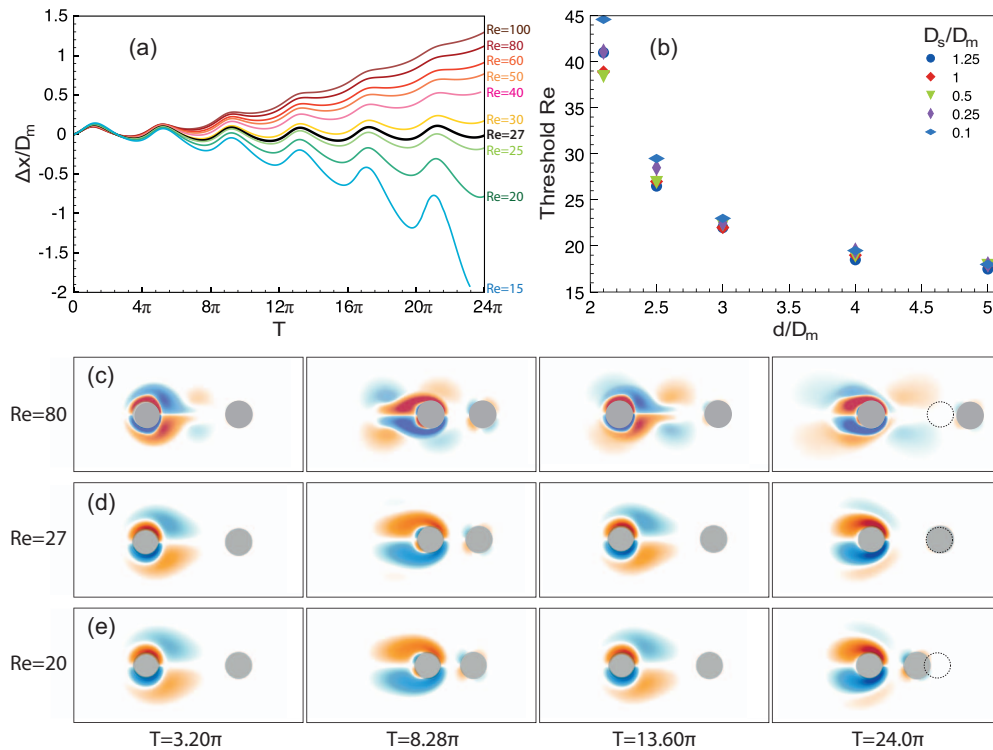 (a)
Δx/Dₘ
1.5
1
0.5
0
-0.5
-1
-1.5
-2
0
4π
8π
12π
16π
20π
24π
T
Re=100
Re=80
Re=60
Re=50
Re=40
Re=30
Re=27
Re=25
Re=20
Re=15
(b)
Threshold Re
45
40
35
30
25
20
15
2
2.5
3
3.5
4
4.5
5
d/Dₘ
Dₛ/Dₘ
1.25
1
0.5
0.25
0.1
(c)
Re=80
(d)
Re=27
(e)
Re=20
T=3.20π
T=8.28π
T=13.60π
T=24.0π